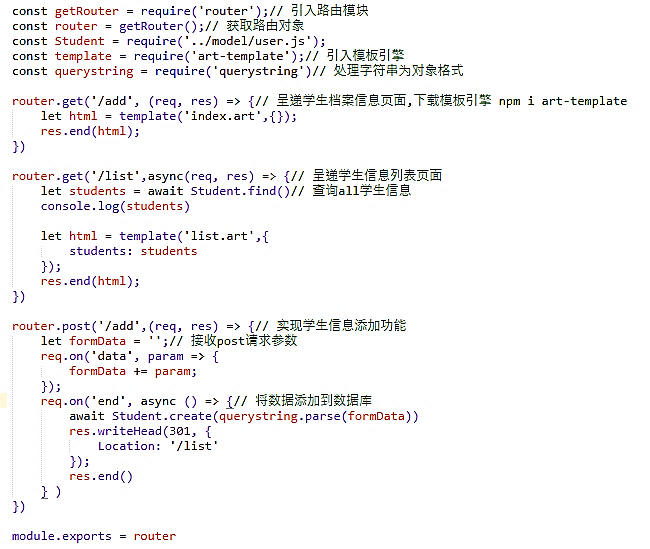 const getRouter = require('router');// 引入路由模块
const router = getRouter();// 获取路由对象
const Student = require('../model/user.js');
const template = require('art-template');// 引入模板引擎
const querystring = require('querystring')// 处理字符串为对象格式

router.get('/add', (req, res) => {// 呈递学生档案信息页面,下载模板引擎 npm i art-template
    let html = template('index.art',{});
    res.end(html);
})

router.get('/list',async(req, res) => {// 呈递学生信息列表页面
    let students = await Student.find()// 查询all学生信息
    console.log(students)

    let html = template('list.art',{
        students: students
    });
    res.end(html);
})

router.post('/add',(req, res) => {// 实现学生信息添加功能
    let formData = '';// 接收post请求参数
    req.on('data', param => {
        formData += param;
    });
    req.on('end', async () => {// 将数据添加到数据库
        await Student.create(querystring.parse(formData))
        res.writeHead(301, {
            Location: '/list'
        });
        res.end()
    } )
})

module.exports = router